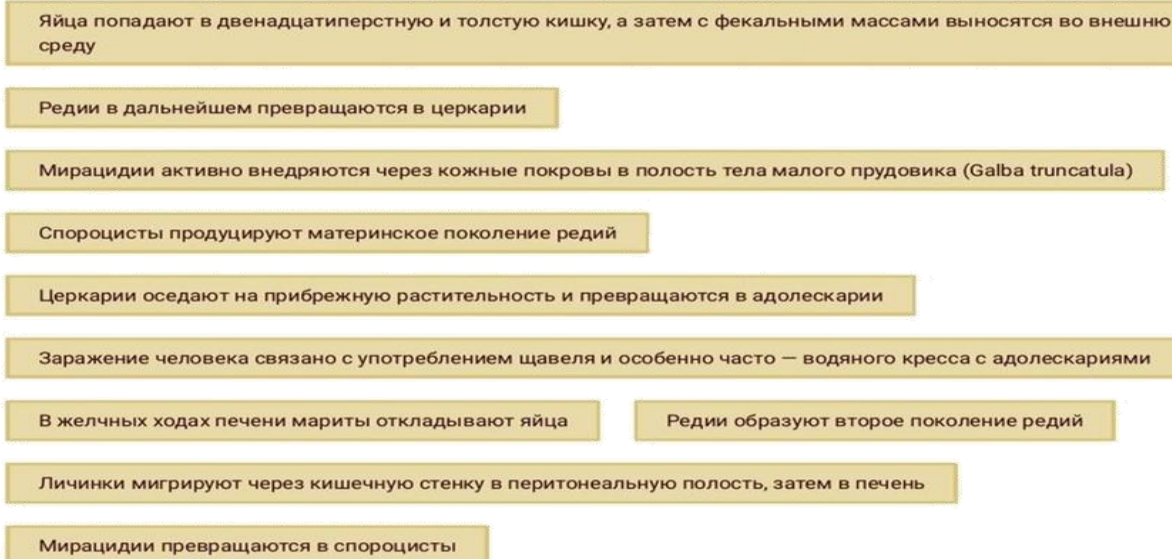 Яйца попадают в двенадцатиперстную и толстую кишку, а затем с фекальными массами выносятся во внешню
среду
Редии в дальнейшем превращаются в церкарии
Мирацидии активно внедряются через кожные покровы в полость тела малого прудовика (Galba truncatula)
Спороцисты продуцируют материнское поколение редий
Церкарии оседают на прибрежную растительность и превращаются в адолескарии
Заражение человека связано с употреблением щавеля и особенно часто — водяного кресса с адолескариями
В желчных ходах печени мариты откладывают яйца
Редии образуют второе поколение редий
Личинки мигрируют через кишечную стенку в перитонеальную полость, затем в печень
Мирацидии превращаются в спороцисты